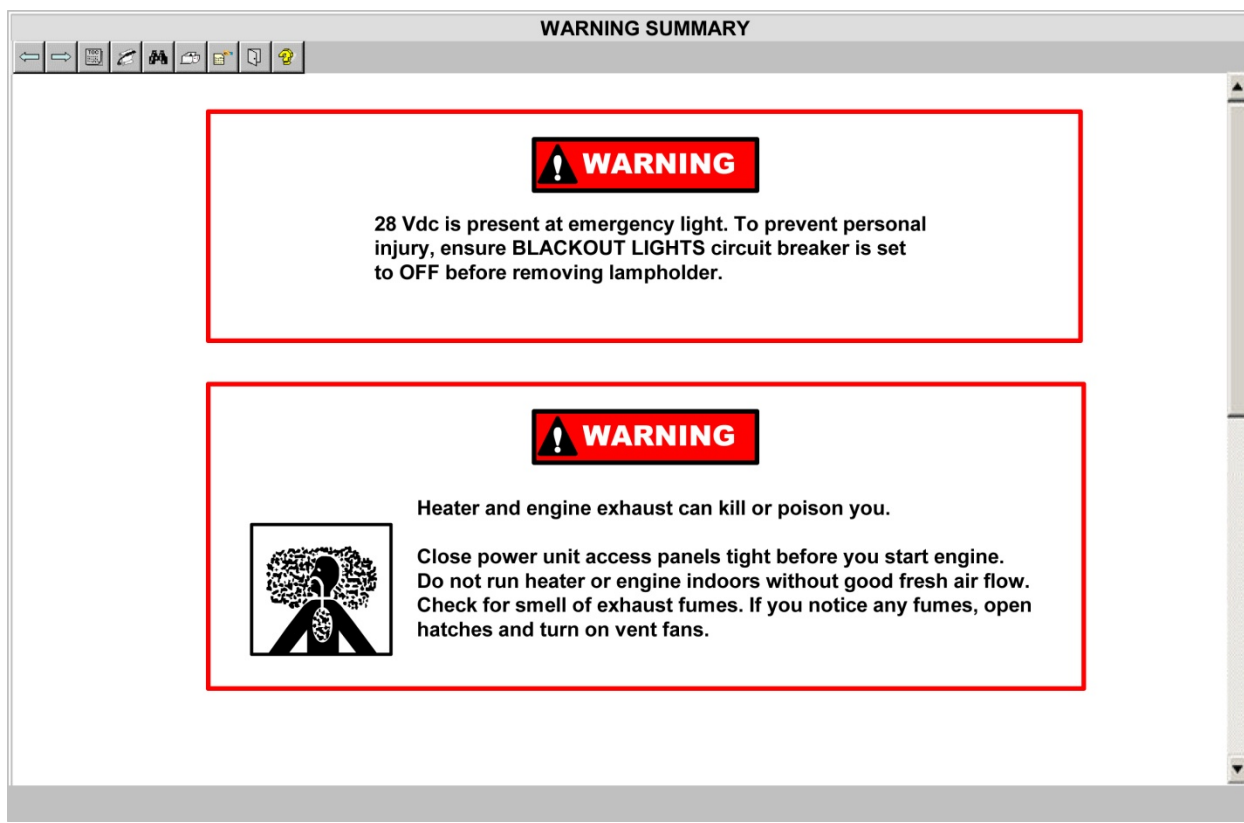 WARNING SUMMARY
WARNING
28 Vdc is present at emergency light. To prevent personal
injury, ensure BLACKOUT LIGHTS circuit breaker is set
to OFF before removing lampholder.
WARNING
Heater and engine exhaust can kill or poison you.
Close power unit access panels tight before you start engine.
Do not run heater or engine indoors without good fresh air flow.
Check for smell of exhaust fumes. If you notice any fumes, open
hatches and turn on vent fans.